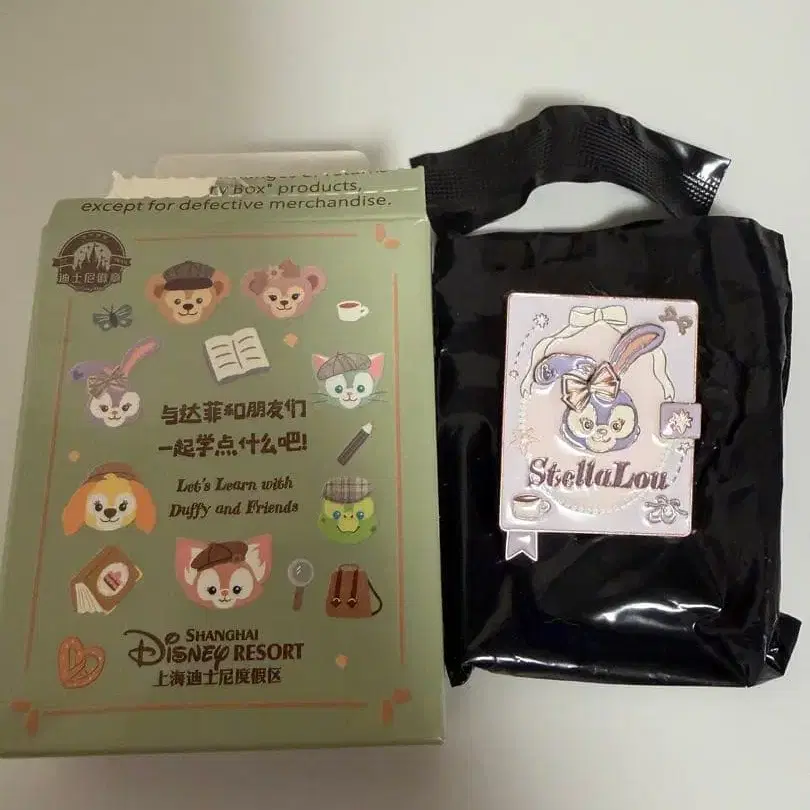 ry Box" products,
except for defective merchandise.
迪士尼徽章
与达菲和朋友们
一起学点什么吧!
Let's Learn with
Duffy and Friends
SHANGHAI
DISNEY RESORT
上海迪士尼度假区
StellaLou